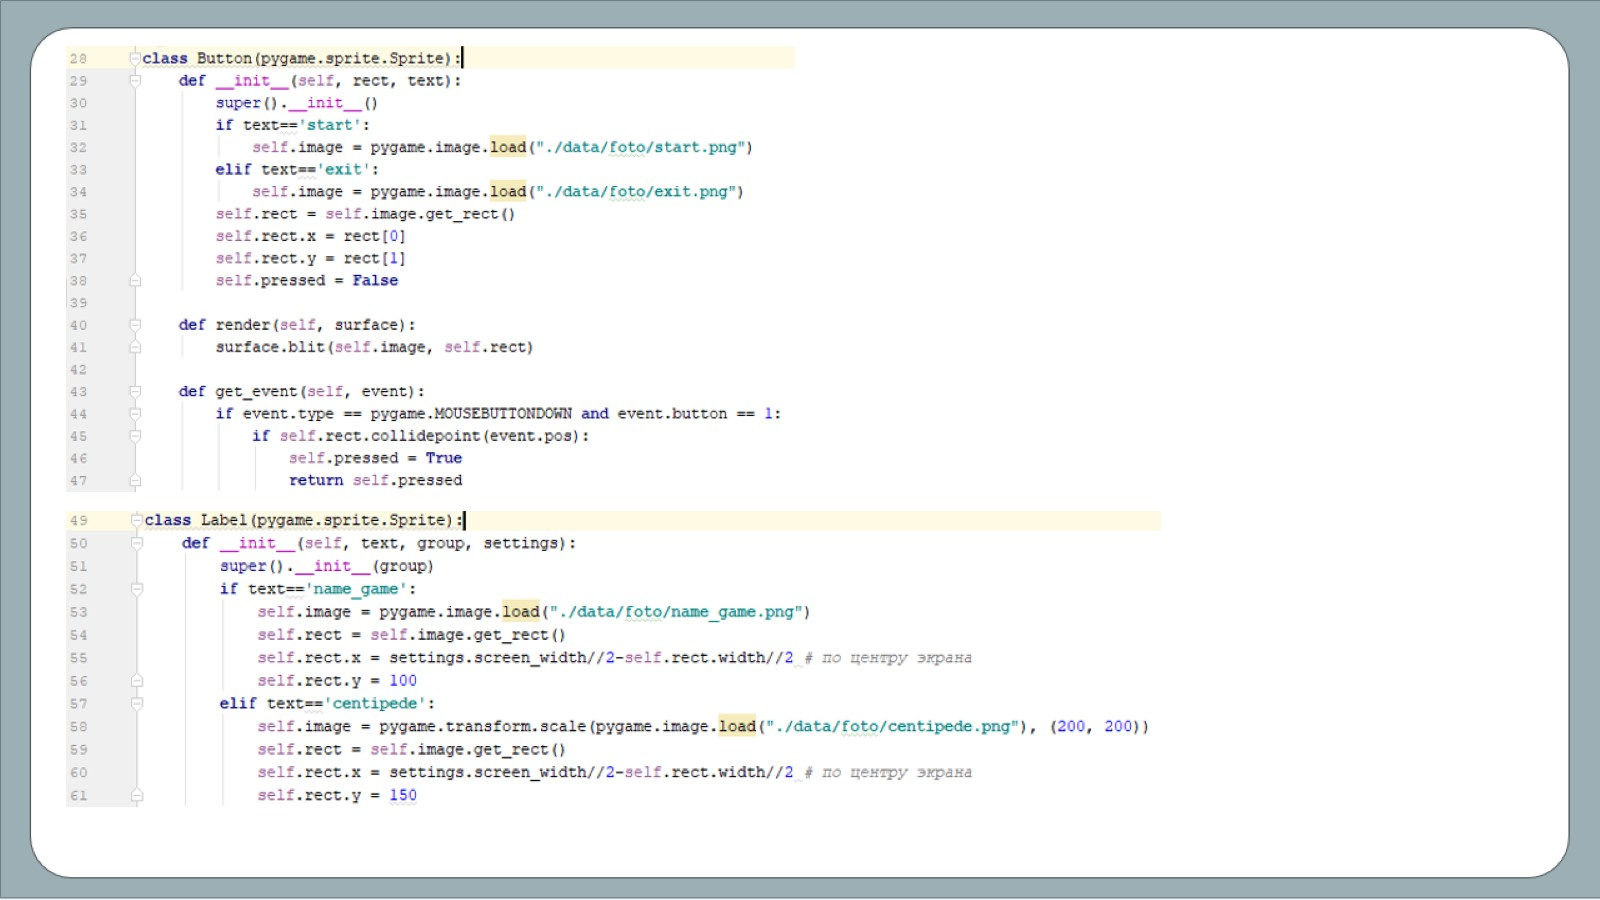 28 class Button(pygame.sprite.Sprite):
29     def __init__(self, rect, text):
30         super().__init__()
31         if text=='start':
32             self.image = pygame.image.load("./data/foto/start.png")
33         elif text=='exit':
34             self.image = pygame.image.load("./data/foto/exit.png")
35         self.rect = self.image.get_rect()
36         self.rect.x = rect[0]
37         self.rect.y = rect[1]
38         self.pressed = False
39
40     def render(self, surface):
41         surface.blit(self.image, self.rect)
42
43     def get_event(self, event):
44         if event.type == pygame.MOUSEBUTTONDOWN and event.button == 1:
45             if self.rect.collidepoint(event.pos):
46                 self.pressed = True
47                 return self.pressed
49 class Label(pygame.sprite.Sprite):
50     def __init__(self, text, group, settings):
51         super().__init__(group)
52         if text=='name_game':
53             self.image = pygame.image.load("./data/foto/name_game.png")
54             self.rect = self.image.get_rect()
55             self.rect.x = settings.screen_width//2-self.rect.width//2 # по центру экрана
56             self.rect.y = 100
57         elif text=='centipede':
58             self.image = pygame.transform.scale(pygame.image.load("./data/foto/centipede.png"), (200, 200))
59             self.rect = self.image.get_rect()
60             self.rect.x = settings.screen_width//2-self.rect.width//2 # по центру экрана
61             self.rect.y = 150